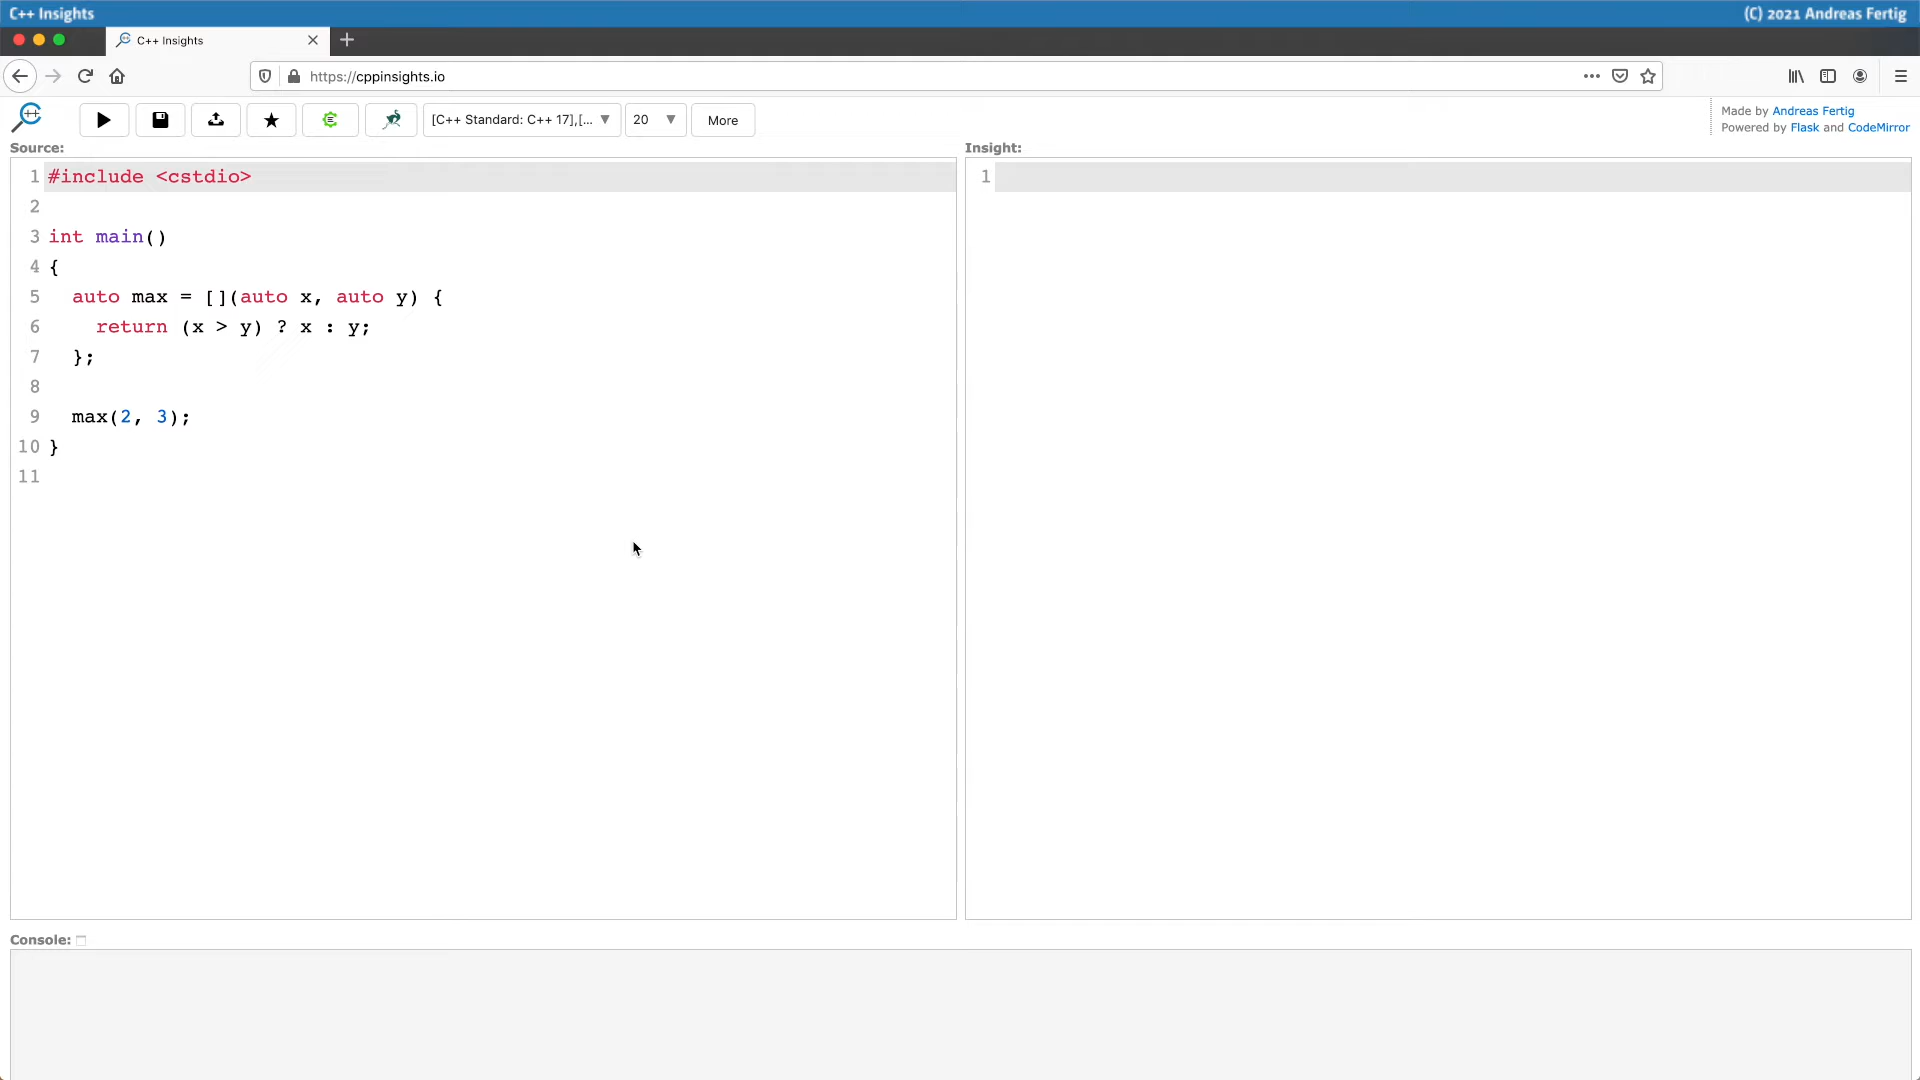 C++ Insights
(C) 2021 Andreas Fertig
C++ Insights
https://cppinsights.io
[C++ Standard: C++ 17],[...
20
More
Made by Andreas Fertig
Powered by Flask and CodeMirror
Source:
1 #include <cstdio>
2
3 int main()
4 {
5   auto max = [](auto x, auto y) {
6     return (x > y) ? x : y;
7   };
8
9   max(2, 3);
10 }
11
Insight:
1
Console: